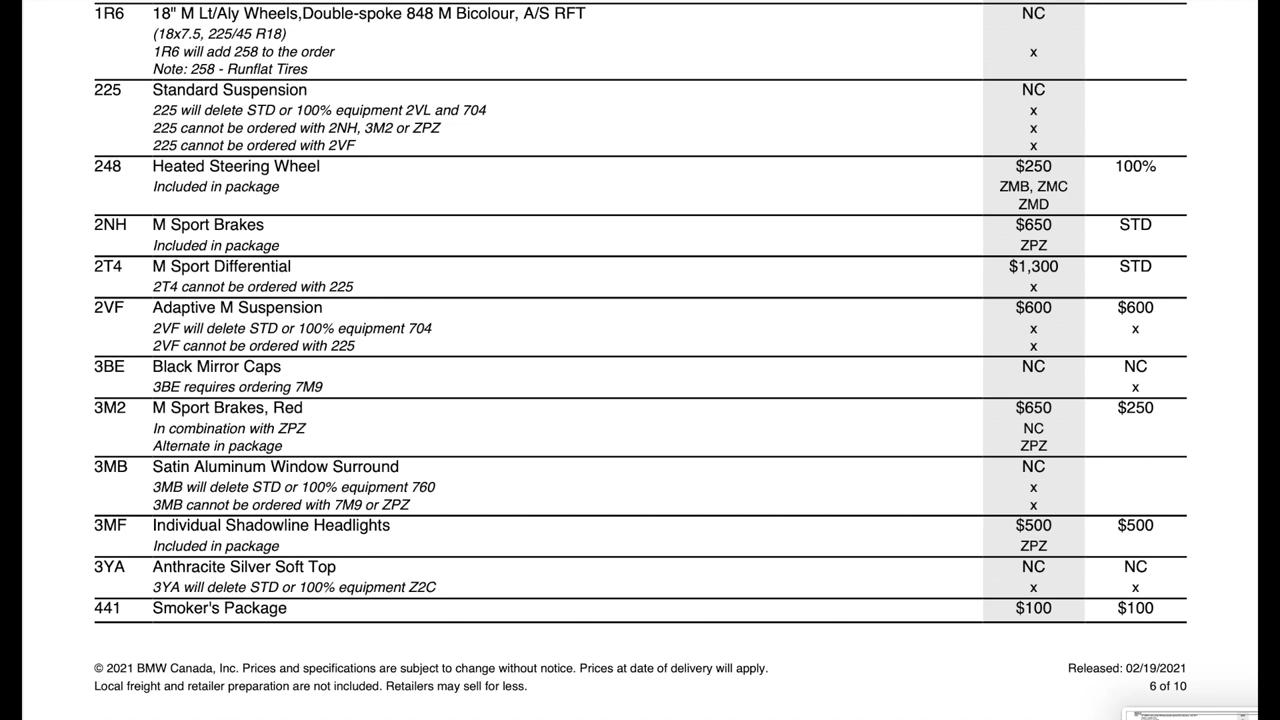 1R6 18" M Lt/Aly Wheels,Double-spoke 848 M Bicolour, A/S RFT NC
(18x7.5, 225/45 R18)
1R6 will add 258 to the order x
Note: 258 - Runflat Tires
225 Standard Suspension NC
225 will delete STD or 100% equipment 2VL and 704 x
225 cannot be ordered with 2NH, 3M2 or ZPZ x
225 cannot be ordered with 2VF x
248 Heated Steering Wheel $250 100%
Included in package ZMB, ZMC
ZMD
2NH M Sport Brakes $650 STD
Included in package ZPZ
2T4 M Sport Differential $1,300 STD
2T4 cannot be ordered with 225 x
2VF Adaptive M Suspension $600 $600
2VF will delete STD or 100% equipment 704 x x
2VF cannot be ordered with 225 x
3BE Black Mirror Caps NC NC
3BE requires ordering 7M9 x
3M2 M Sport Brakes, Red $650 $250
In combination with ZPZ NC
Alternate in package ZPZ
3MB Satin Aluminum Window Surround NC
3MB will delete STD or 100% equipment 760 x
3MB cannot be ordered with 7M9 or ZPZ x
3MF Individual Shadowline Headlights $500 $500
Included in package ZPZ
3YA Anthracite Silver Soft Top NC NC
3YA will delete STD or 100% equipment Z2C x x
441 Smoker's Package $100 $100
© 2021 BMW Canada, Inc. Prices and specifications are subject to change without notice. Prices at date of delivery will apply. Released: 02/19/2021
Local freight and retailer preparation are not included. Retailers may sell for less. 6 of 10